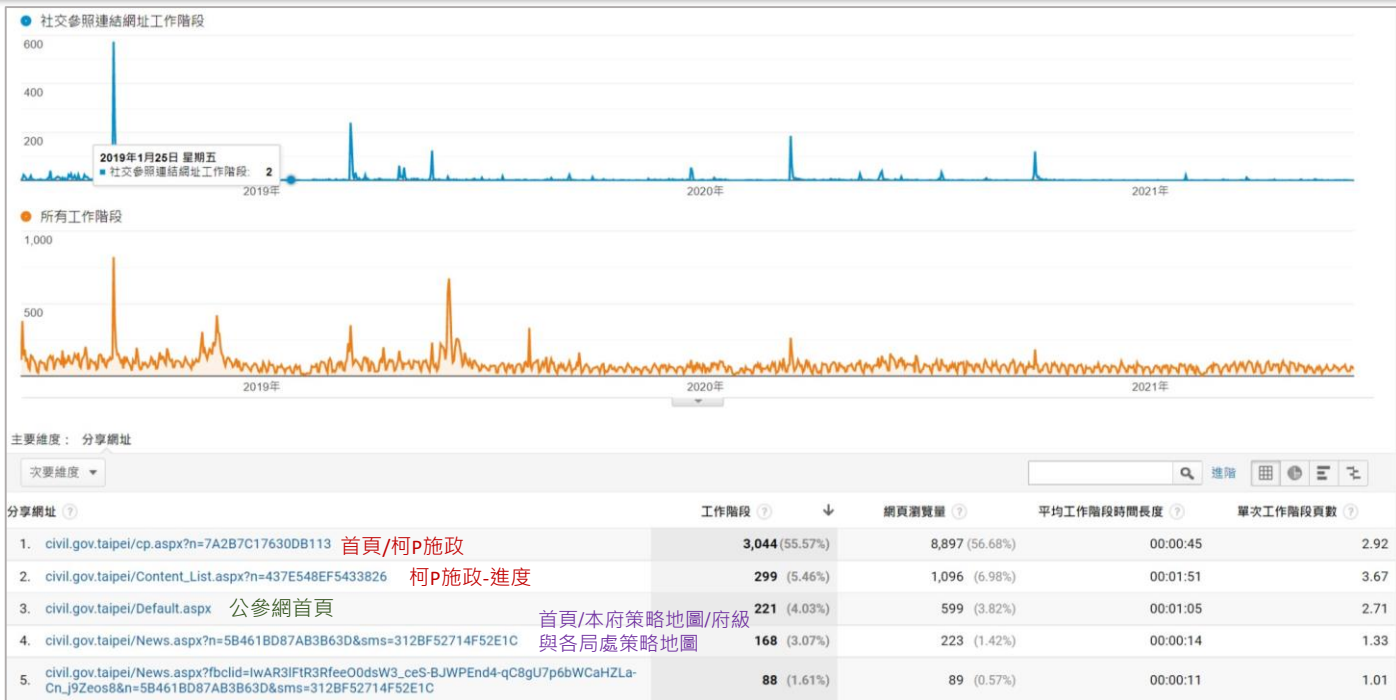 社交參照連結網址工作階段
600
400
200
2019年1月25日 星期五
社交參照連結網址工作階段: 2
2019年 2020年 2021年
所有工作階段
1,000
500
2019年 2020年 2021年
主要維度： 分享網址
次要維度 進階
分享網址 工作階段 網頁瀏覽量 平均工作階段時間長度 單次工作階段頁數
1. civil.gov.taipei/cp.aspx?n=7A2B7C17630DB113 首頁/柯P施政 3,044 (55.57%) 8,897 (56.68%) 00:00:45 2.92
2. civil.gov.taipei/Content_List.aspx?n=437E548EF5433826 柯P施政-進度 299 (5.46%) 1,096 (6.98%) 00:01:51 3.67
3. civil.gov.taipei/Default.aspx 公參網首頁 221 (4.03%) 599 (3.82%) 00:01:05 2.71
首頁/本府策略地圖/府級
與各局處策略地圖
4. civil.gov.taipei/News.aspx?n=5B461BD87AB3B63D&sms=312BF52714F52E1C 168 (3.07%) 223 (1.42%) 00:00:14 1.33
5. civil.gov.taipei/News.aspx?fbclid=IwAR3lFtR3RfeeO0dsW3_ceS-BJWPEnd4-qC8gU7p6bWCaHZLa-
Cn_j9Zeos8&n=5B461BD87AB3B63D&sms=312BF52714F52E1C 88 (1.61%) 89 (0.57%) 00:00:11 1.01